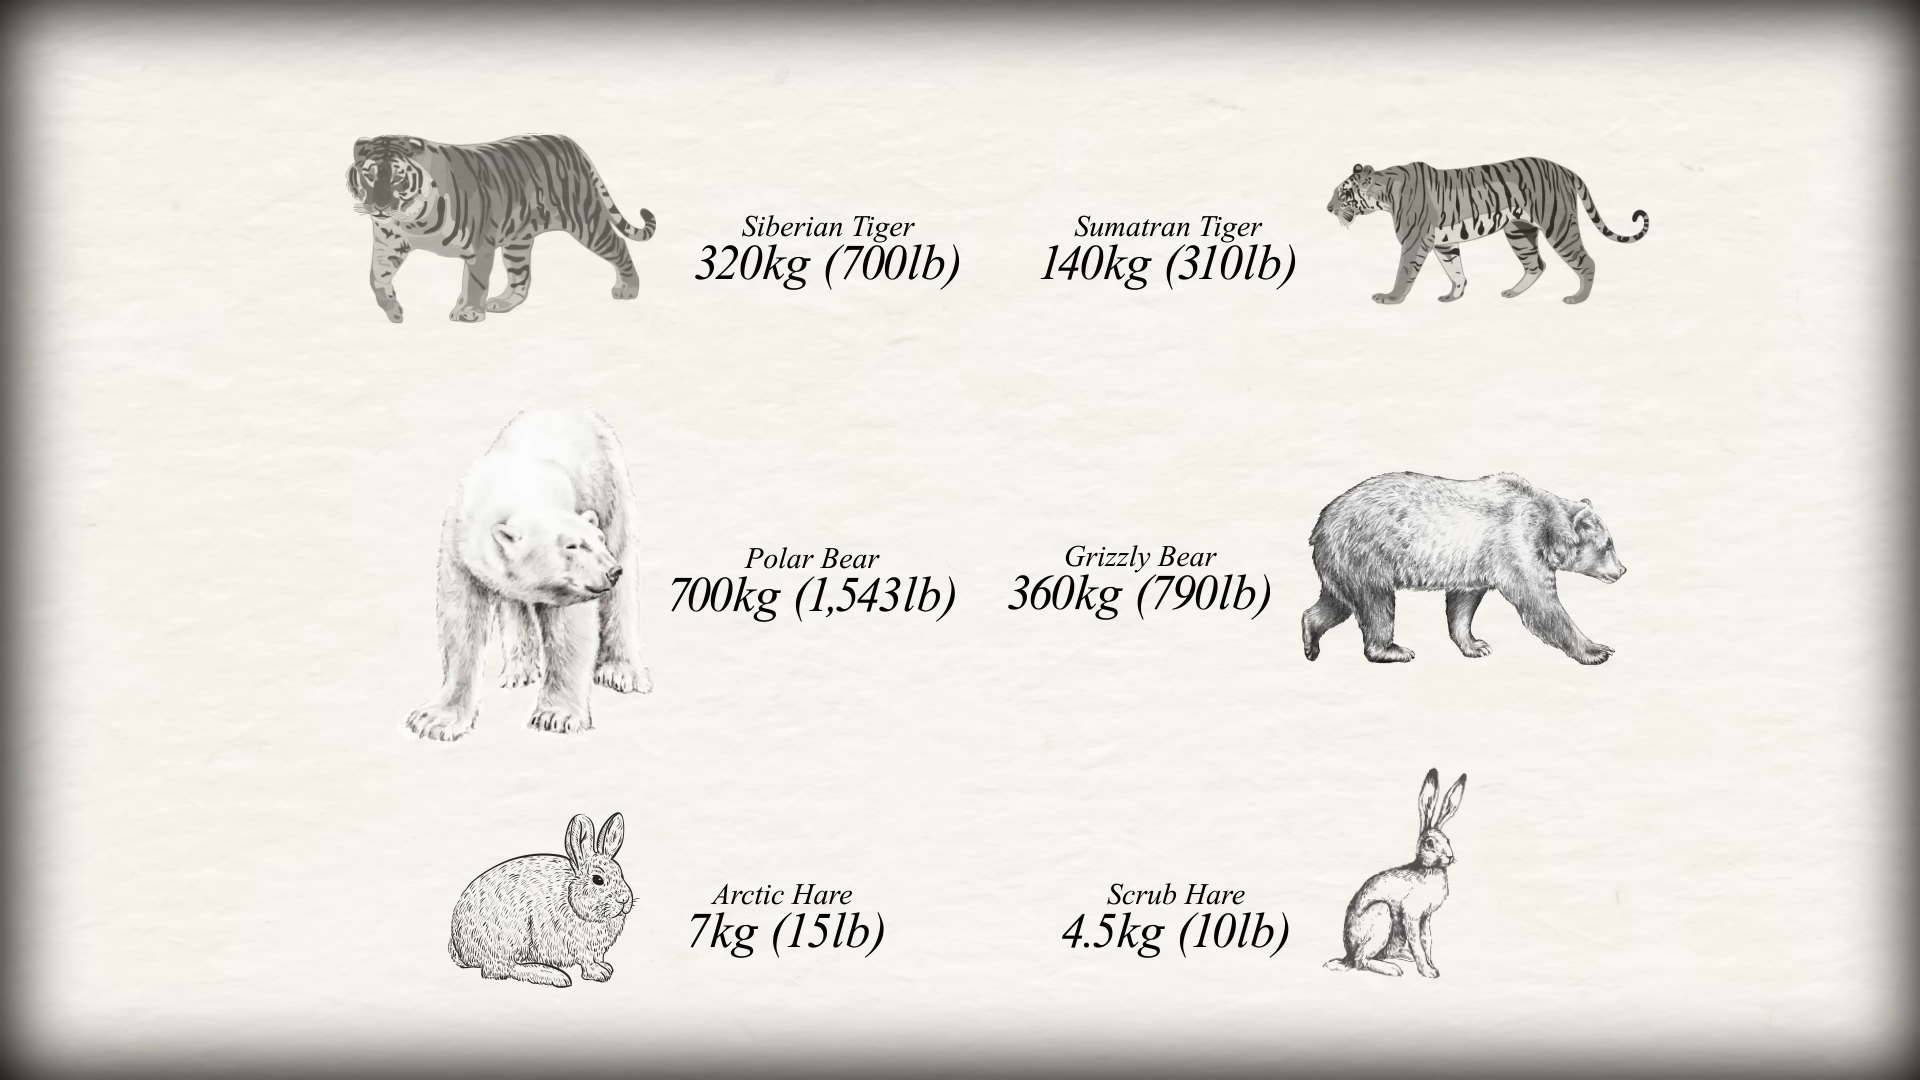 Siberian Tiger
320kg (700lb)
Sumatran Tiger
140kg (310lb)
Polar Bear
700kg (1,543lb)
Grizzly Bear
360kg (790lb)
Arctic Hare
7kg (15lb)
Scrub Hare
4.5kg (10lb)